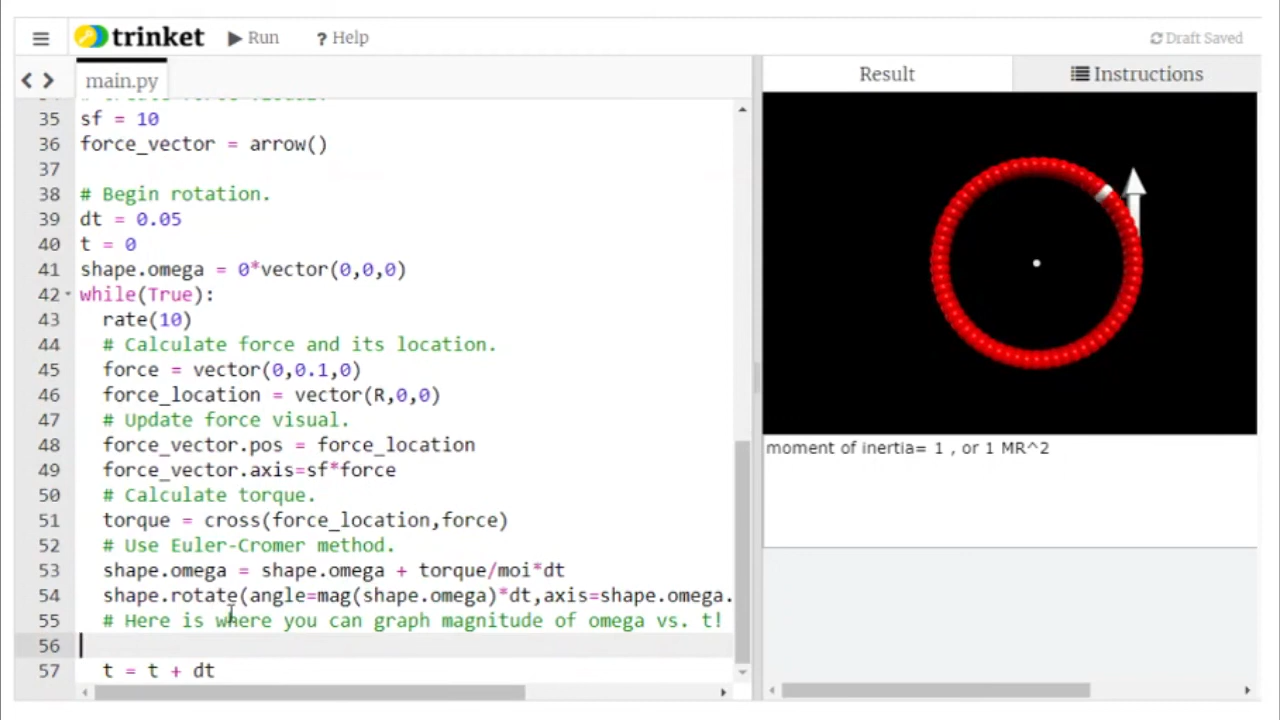 trinket
Run
? Help
Draft Saved
main.py
Result
Instructions
35 sf = 10
36 force_vector = arrow()
37
38 # Begin rotation.
39 dt = 0.05
40 t = 0
41 shape.omega = 0*vector(0,0,0)
42 while(True):
43 rate(10)
44 # Calculate force and its location.
45 force = vector(0,0.1,0)
46 force_location = vector(R,0,0)
47 # Update force visual.
48 force_vector.pos = force_location
49 force_vector.axis=sf*force
50 # Calculate torque.
51 torque = cross(force_location,force)
52 # Use Euler-Cromer method.
53 shape.omega = shape.omega + torque/moi*dt
54 shape.rotate(angle=mag(shape.omega)*dt,axis=shape.omega.
55 # Here is where you can graph magnitude of omega vs. t!
56
57 t = t + dt
moment of inertia= 1 , or 1 MR^2